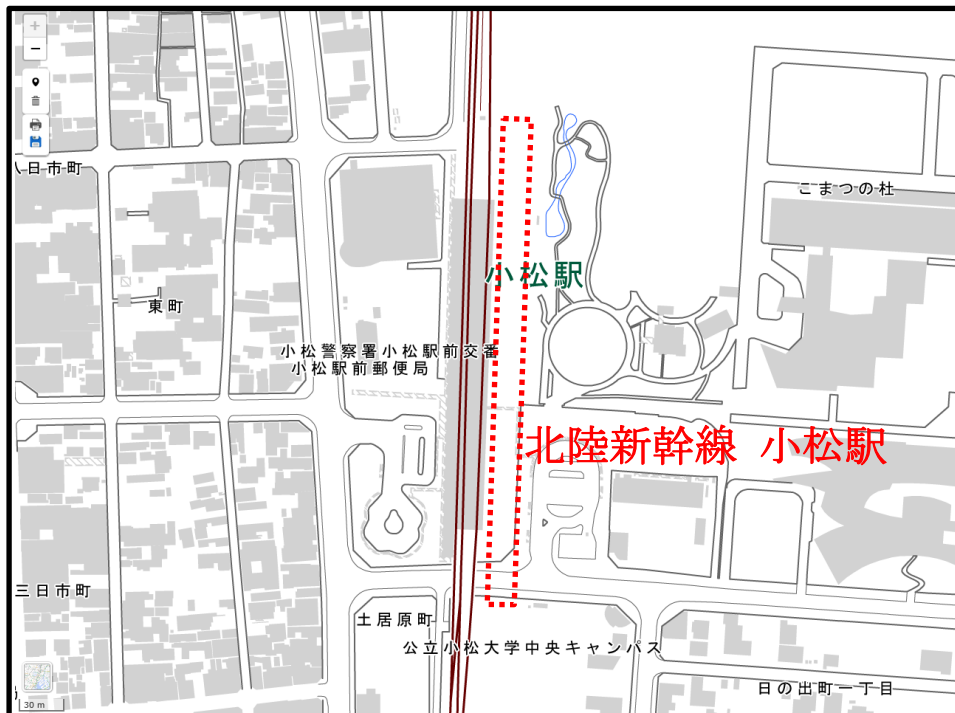 八日市町
こまつの杜
小松駅
東町
小松警察署小松駅前交番
小松駅前郵便局
北陸新幹線 小松駅
三日市町
土居原町
公立小松大学中央キャンパス
日の出町一丁目
30 m